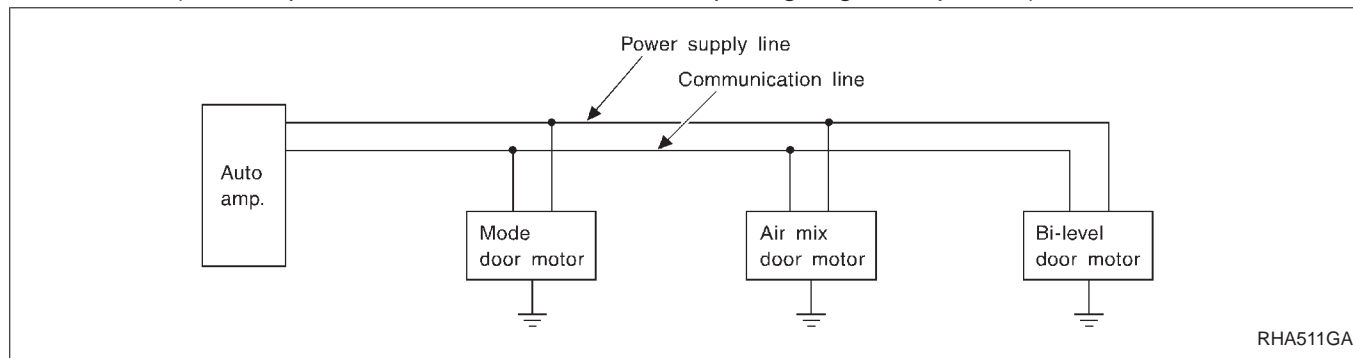 Power supply line
Communication line
Auto
amp.
Mode
door motor
Air mix
door motor
Bi-level
door motor
RHA511GA